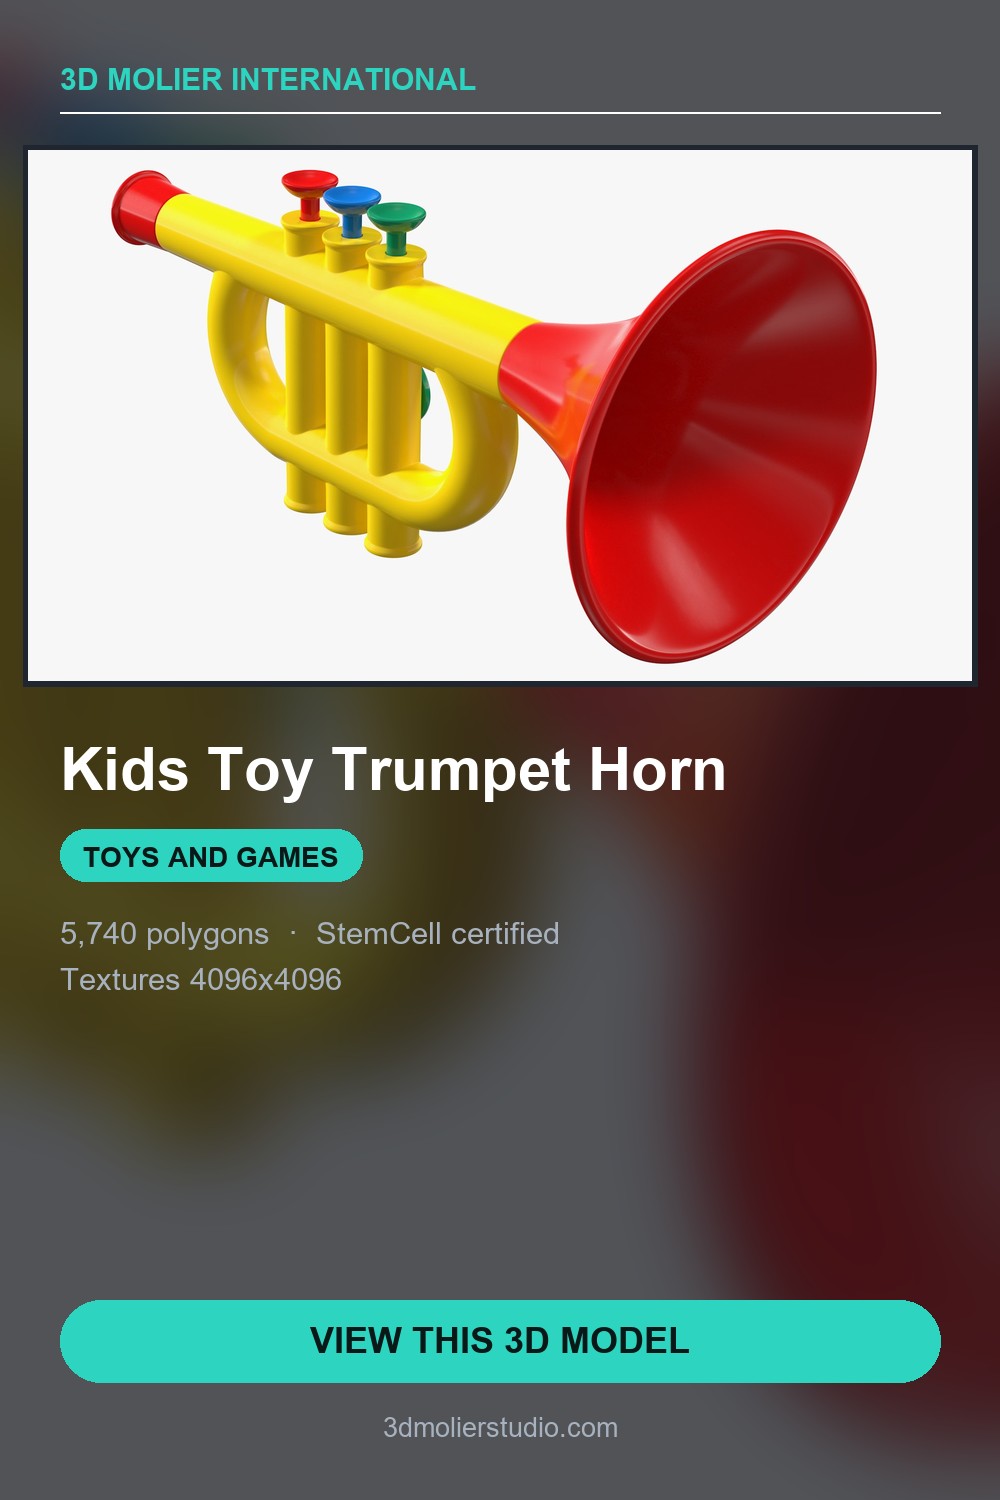 3D MOLIER INTERNATIONAL
Kids Toy Trumpet Horn
TOYS AND GAMES
5,740 polygons · StemCell certified
Textures 4096x4096
VIEW THIS 3D MODEL
3dmolierstudio.com